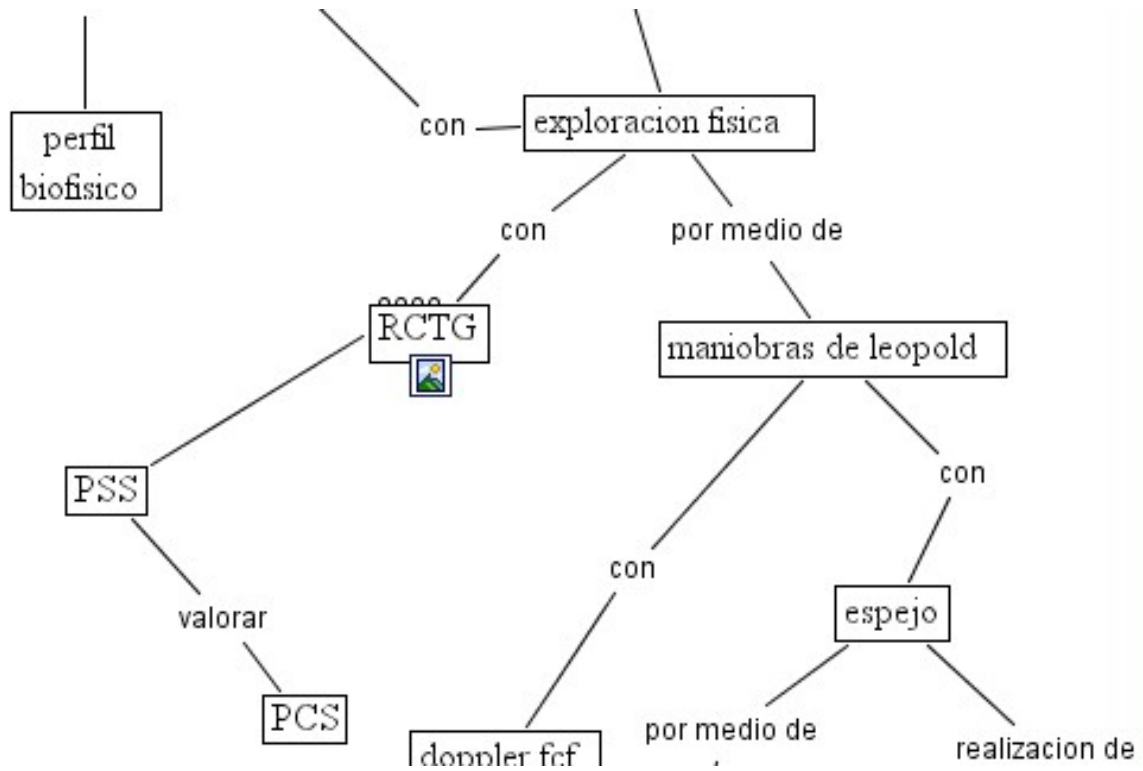 perfil
biofisico
con
exploracion fisica
con
por medio de
RCTG
maniobras de leopold
PSS
con
con
valorar
espejo
PCS
doppler fcf
por medio de
realizacion de